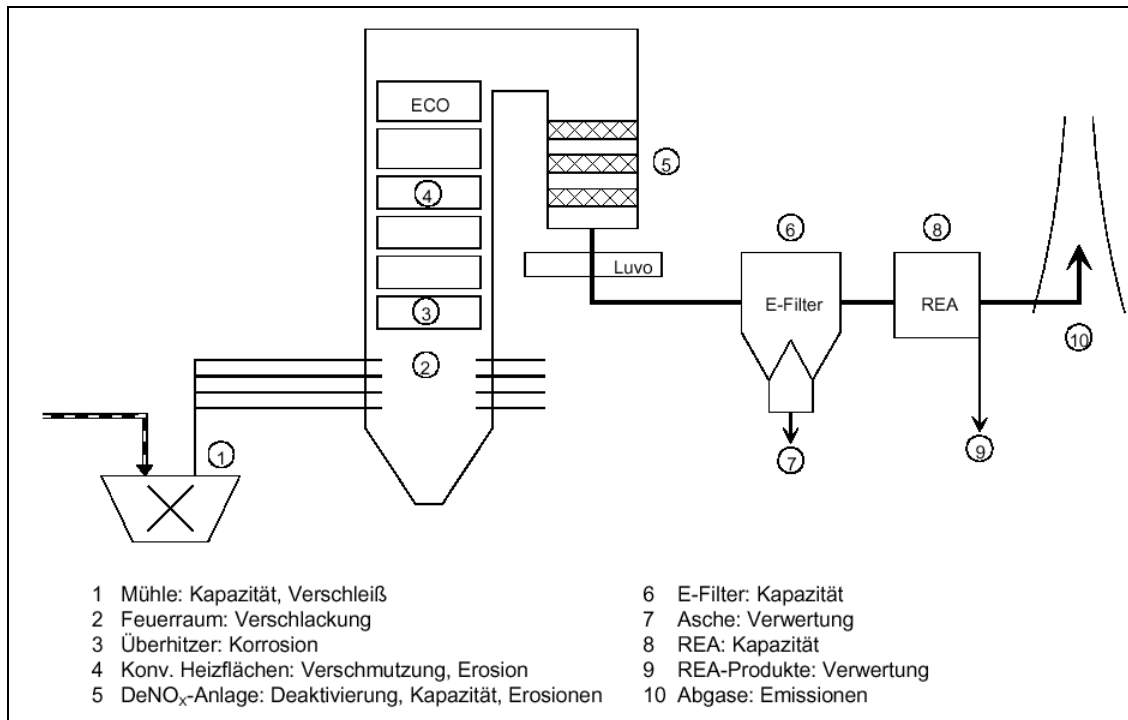 ECO
4
3
2
1
5
Luvo
6
E-Filter
7
8
REA
9
10
1 Mühle: Kapazität, Verschleiß
2 Feuerraum: Verschlackung
3 Überhitzer: Korrosion
4 Konv. Heizflächen: Verschmutzung, Erosion
5 DeNOx-Anlage: Deaktivierung, Kapazität, Erosionen
6 E-Filter: Kapazität
7 Asche: Verwertung
8 REA: Kapazität
9 REA-Produkte: Verwertung
10 Abgase: Emissionen